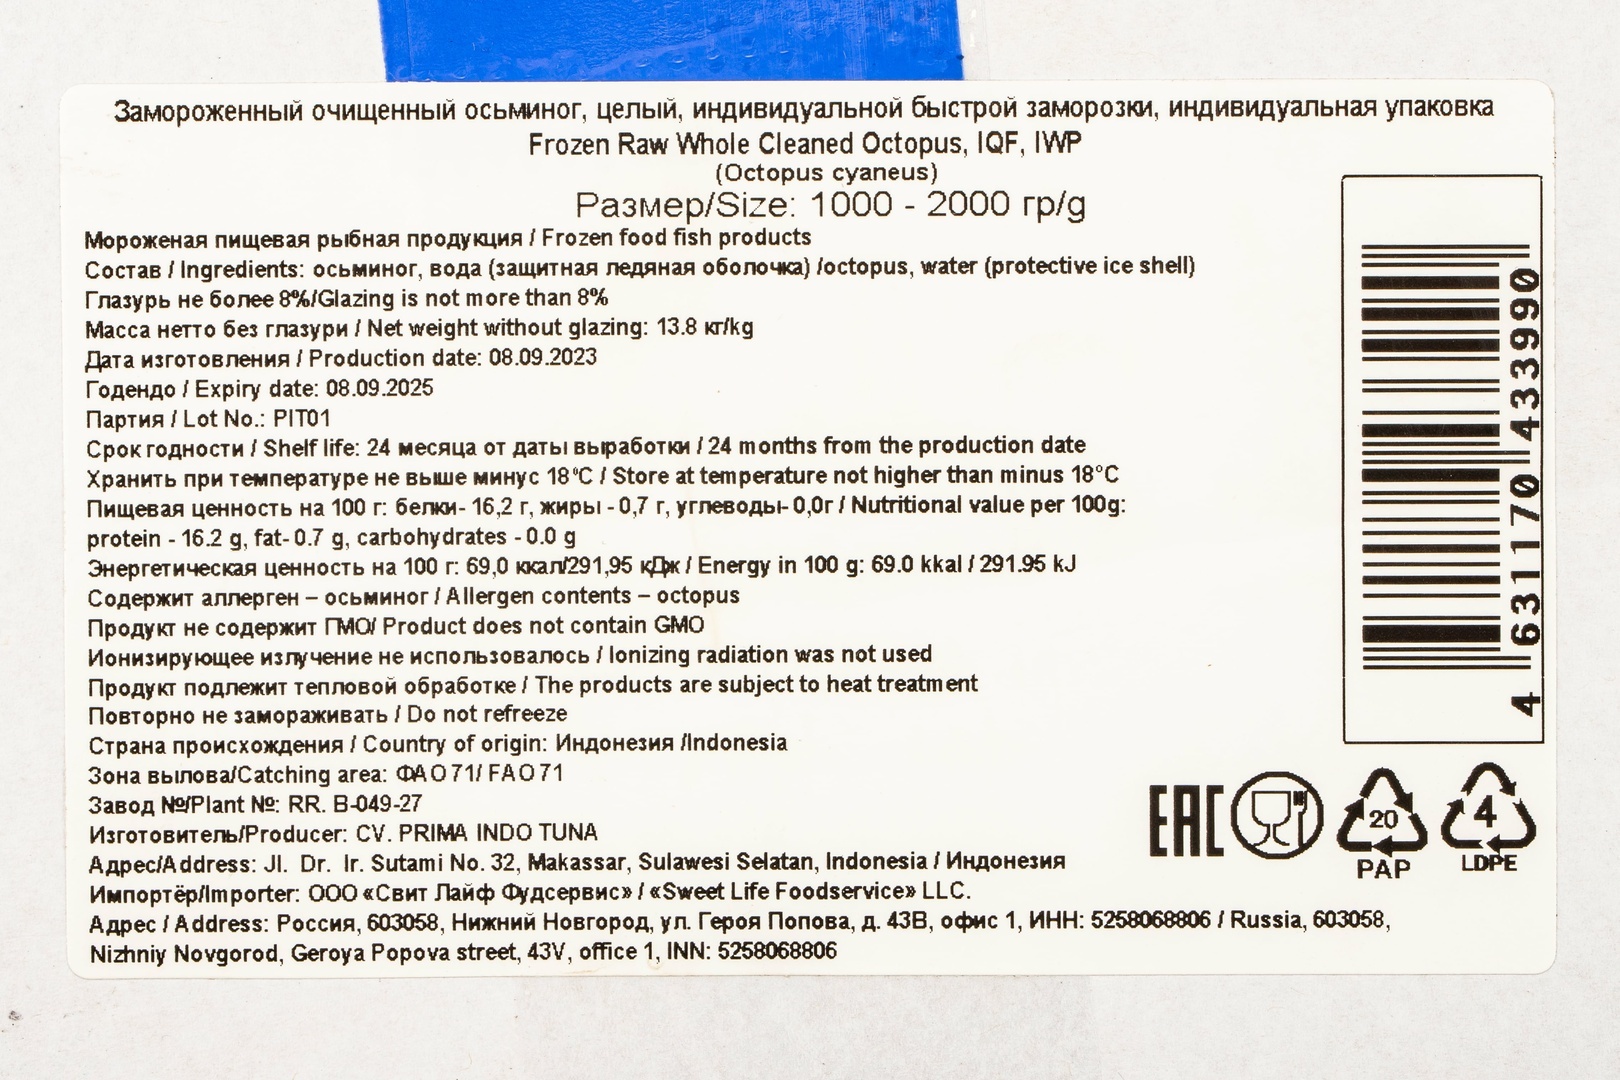 Замороженный очищенный осьминог, целый, индивидуальной быстрой заморозки, индивидуальная упаковка
Frozen Raw Whole Cleaned Octopus, IQF, IWP
(Octopus cyaneus)
Размер/Size: 1000 - 2000 гр/g
Мороженая пищевая рыбная продукция / Frozen food fish products
Состав / Ingredients: осьминог, вода (защитная ледяная оболочка) /octopus, water (protective ice shell)
Глазурь не более 8%/Glazing is not more than 8%
Масса нетто без глазури / Net weight without glazing: 13.8 кг/kg
Дата изготовления / Production date: 08.09.2023
Годендо / Expiry date: 08.09.2025
Партия / Lot No.: PIT01
Срок годности / Shelf life: 24 месяца от даты выработки / 24 months from the production date
Хранить при температуре не выше минус 18°C / Store at temperature not higher than minus 18°C
Пищевая ценность на 100 г: белки- 16,2 г, жиры - 0,7 г, углеводы- 0,0г / Nutritional value per 100g:
protein - 16.2 g, fat- 0.7 g, carbohydrates - 0.0 g
Энергетическая ценность на 100 г: 69,0 ккал/291,95 кДж / Energy in 100 g: 69.0 kkal / 291.95 kJ
Содержит аллерген – осьминог / Allergen contents – octopus
Продукт не содержит ГМО/ Product does not contain GMO
Ионизирующее излучение не использовалось / Ionizing radiation was not used
Продукт подлежит тепловой обработке / The products are subject to heat treatment
Повторно не замораживать / Do not refreeze
Страна происхождения / Country of origin: Индонезия /Indonesia
Зона вылова/Catching area: ФАО 71/ FAO 71
Завод №/Plant №: RR. B-049-27
Изготовитель/Producer: CV. PRIMA INDO TUNA
Адрес/Address: Jl. Dr. Ir. Sutami No. 32, Makassar, Sulawesi Selatan, Indonesia / Индонезия
Импортёр/Importer: ООО «Свит Лайф Фудсервис» / «Sweet Life Foodservice» LLC.
Адрес / Address: Россия, 603058, Нижний Новгород, ул. Героя Попова, д. 43В, офис 1, ИНН: 5258068806 / Russia, 603058,
Nizhniy Novgorod, Geroya Popova street, 43V, office 1, INN: 5258068806
4 631170 433990
EAC
20
PAP
4
LDPE